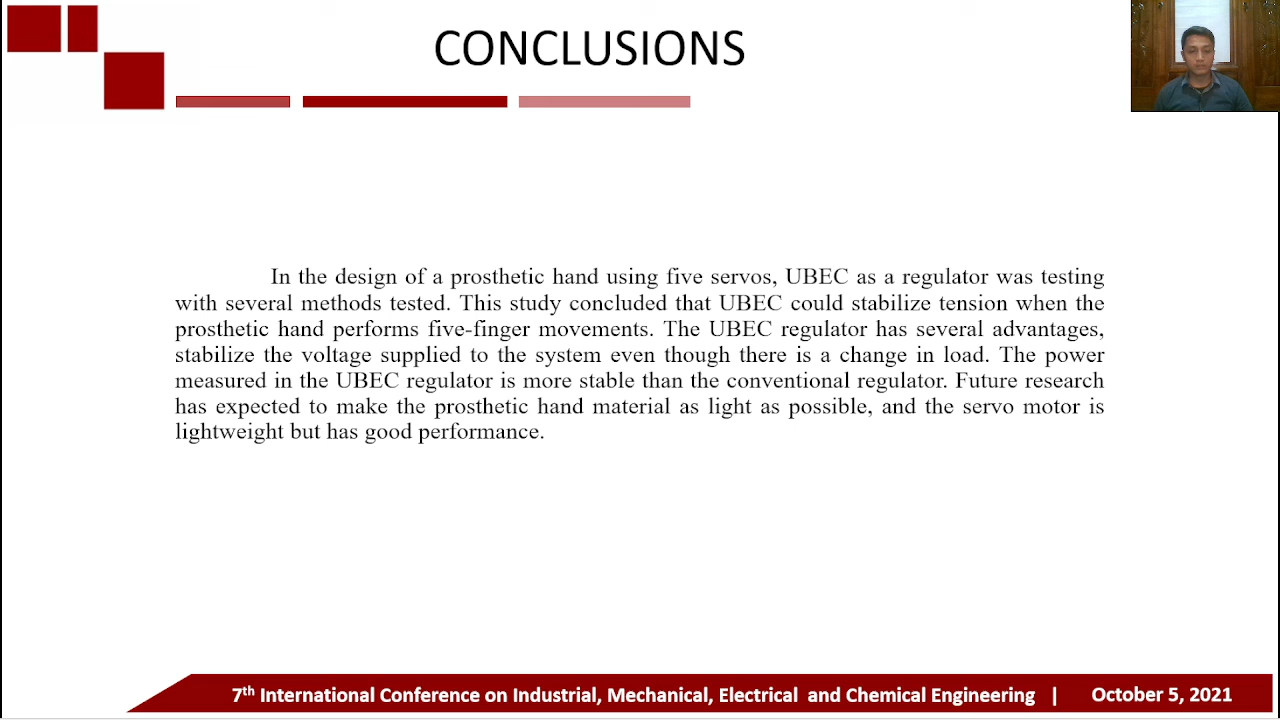 CONCLUSIONS
In the design of a prosthetic hand using five servos, UBEC as a regulator was testing
with several methods tested. This study concluded that UBEC could stabilize tension when the
prosthetic hand performs five-finger movements. The UBEC regulator has several advantages,
stabilize the voltage supplied to the system even though there is a change in load. The power
measured in the UBEC regulator is more stable than the conventional regulator. Future research
has expected to make the prosthetic hand material as light as possible, and the servo motor is
lightweight but has good performance.
7th International Conference on Industrial, Mechanical, Electrical and Chemical Engineering | October 5, 2021